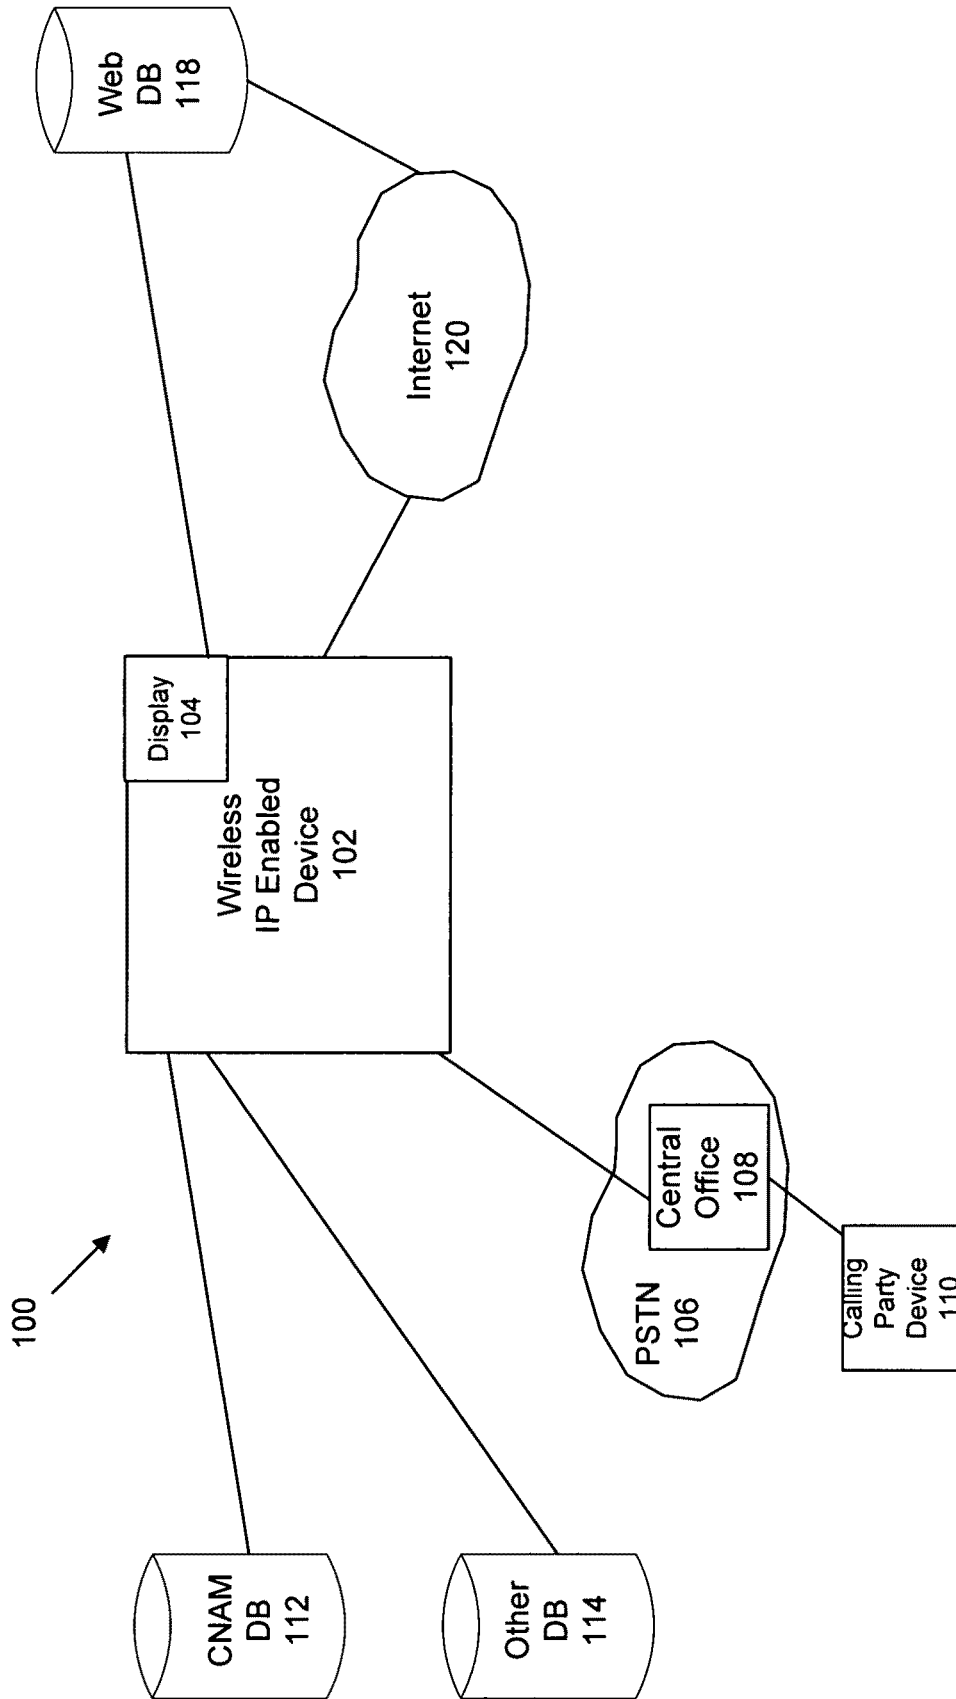 100
CNAM
DB
112
Other
DB
114
PSTN
106
Central
Office
108
Calling
Party
Device
110
Wireless
IP Enabled
Device
102
Display
104
Internet
120
Web
DB
118